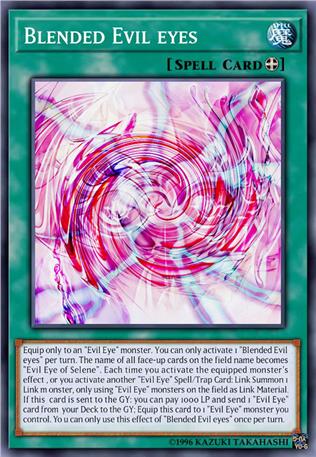 Blended Evil eyes
[Spell Card]
Equip only to an "Evil Eye" monster. You can only activate 1 "Blended Evil
eyes" per turn. The name of all face-up cards on the field name becomes
"Evil Eye of Selene". Each time you activate the equipped monster's
effect , or you activate another "Evil Eye" Spell/Trap Card: Link Summon 1
Link m onster, only using "Evil Eye" monsters on the field as Link Material.
If this card is sent to the GY: you can pay 1000 LP and send 1 "Evil Eye"
card from your Deck to the GY; Equip this card to 1 "Evil Eye" monster you
control. Yo u can only use this effect of "Blended Evil eyes" once per turn.
©1996 KAZUKI TAKAHASHI